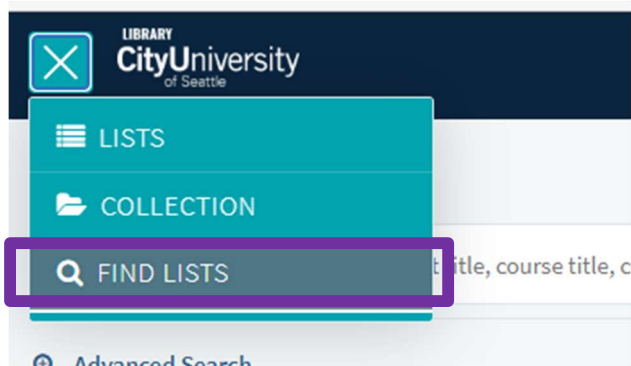 LIBRARY
CityUniversity
of Seattle
LISTS
COLLECTION
FIND LISTS
title, course title, c
Advanced Search